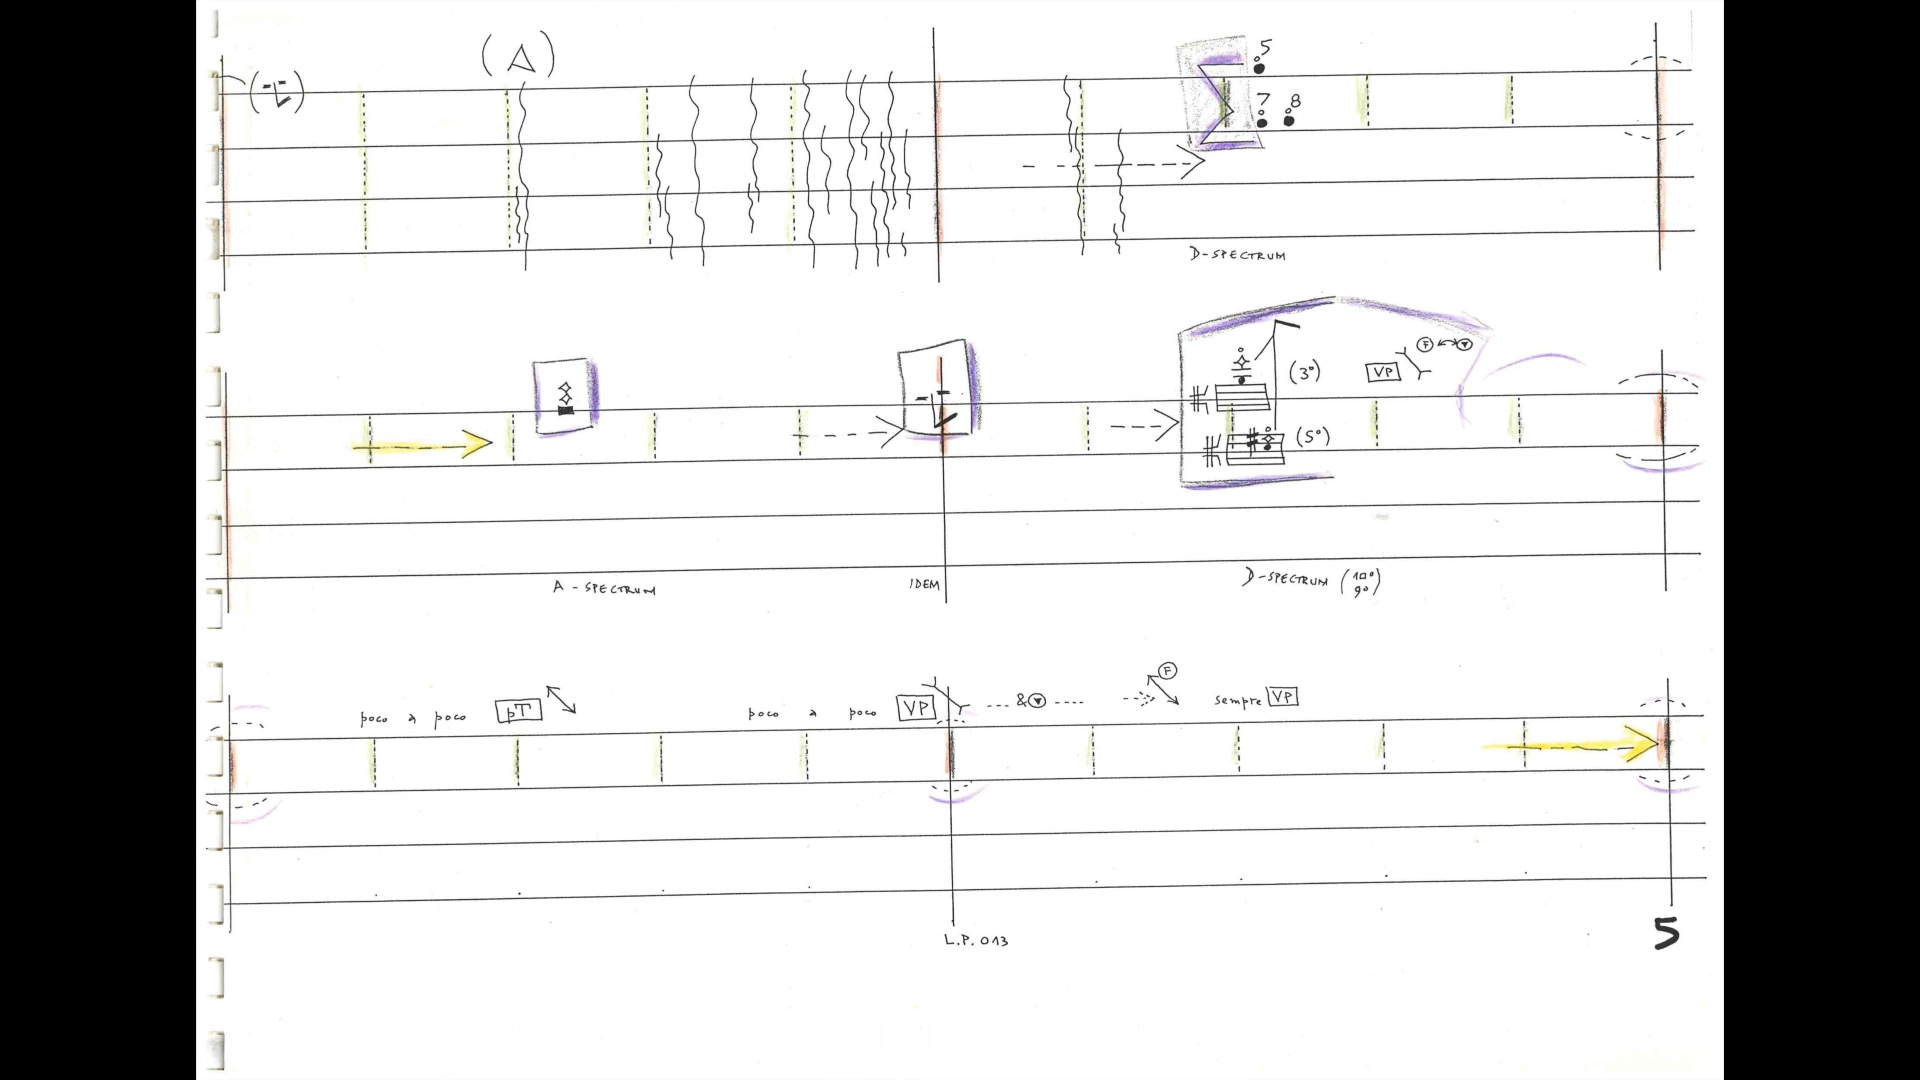 (A)
5
7 8
D-SPECTRUM
(3°)
VP
F
(5°)
A - SPECTRUM
IDEM
D-SPECTRUM (10° 9°)
poco a poco pT
poco a poco VP
&
F
sempre VP
L.P. 013
5